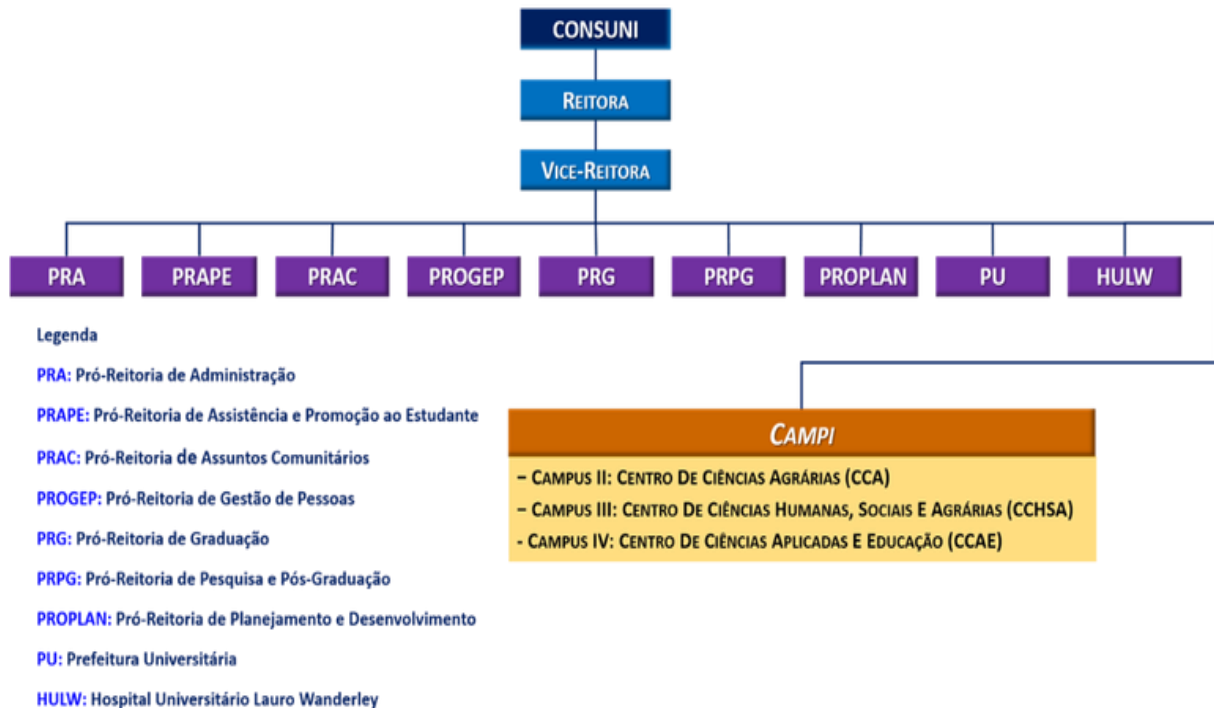 CONSUNI
REITORA
VICE-REITORA
PRA
PRAPE
PRAC
PROGEP
PRG
PRPG
PROPLAN
PU
HULW
Legenda
PRA: Pró-Reitoria de Administração
PRAPE: Pró-Reitoria de Assistência e Promoção ao Estudante
PRAC: Pró-Reitoria de Assuntos Comunitários
PROGEP: Pró-Reitoria de Gestão de Pessoas
PRG: Pró-Reitoria de Graduação
PRPG: Pró-Reitoria de Pesquisa e Pós-Graduação
PROPLAN: Pró-Reitoria de Planejamento e Desenvolvimento
PU: Prefeitura Universitária
HULW: Hospital Universitário Lauro Wanderley
CAMPI
– CAMPUS II: CENTRO DE CIÊNCIAS AGRÁRIAS (CCA)
– CAMPUS III: CENTRO DE CIÊNCIAS HUMANAS, SOCIAIS E AGRÁRIAS (CCHSA)
- CAMPUS IV: CENTRO DE CIÊNCIAS APLICADAS E EDUCAÇÃO (CCAE)